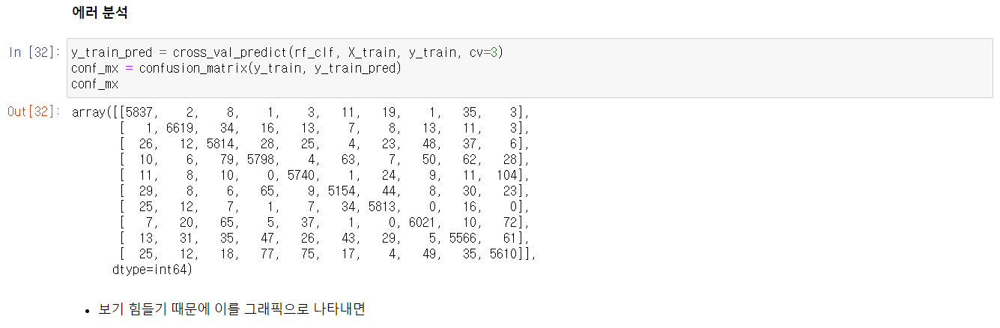 에러 분석
In [32]: y_train_pred = cross_val_predict(rf_clf, X_train, y_train, cv=3)
conf_mx = confusion_matrix(y_train, y_train_pred)
conf_mx
Out[32]: array([[5837, 2, 8, 1, 3, 11, 19, 1, 35, 3],
[ 1, 6619, 34, 16, 13, 7, 8, 13, 11, 3],
[ 26, 12, 5814, 28, 25, 4, 23, 48, 37, 6],
[ 10, 6, 79, 5798, 4, 63, 7, 50, 62, 28],
[ 11, 8, 10, 0, 5740, 1, 24, 9, 11, 104],
[ 29, 8, 6, 65, 9, 5154, 44, 8, 30, 23],
[ 25, 12, 7, 1, 7, 34, 5813, 0, 16, 0],
[ 7, 20, 65, 5, 37, 1, 0, 6021, 10, 72],
[ 13, 31, 35, 47, 26, 43, 29, 5, 5566, 61],
[ 25, 12, 18, 77, 75, 17, 4, 49, 35, 5610]],
dtype=int64)
• 보기 힘들기 때문에 이를 그래픽으로 나타내면